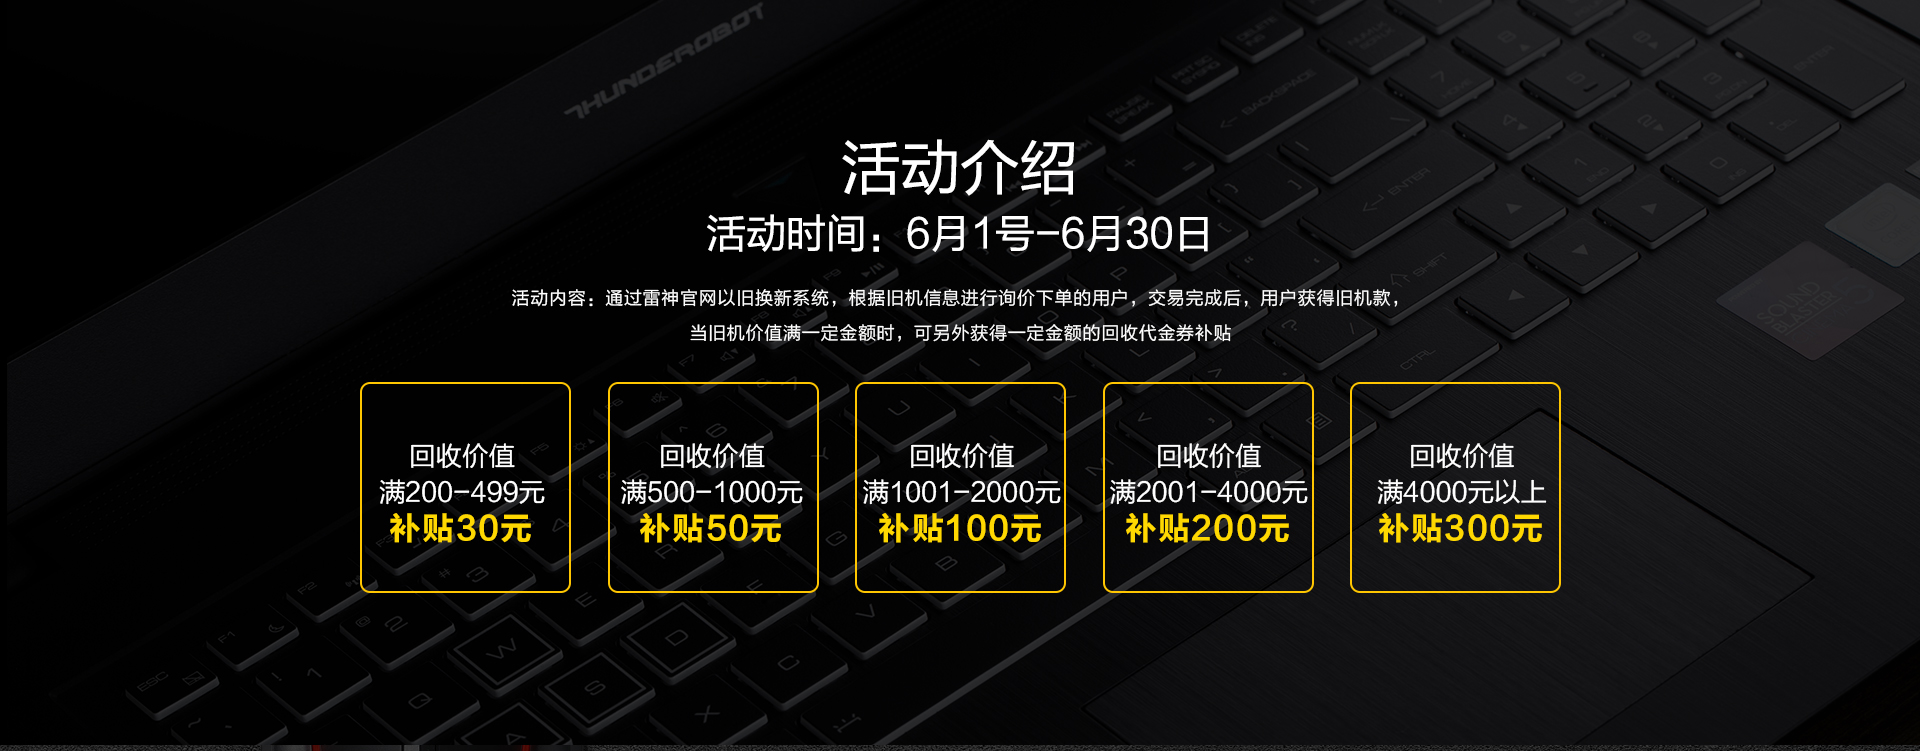 THUNDEROBOT
活动介绍
活动时间：6月1号-6月30日
活动内容：通过雷神官网以旧换新系统，根据旧机信息进行询价下单的用户，交易完成后，用户获得旧机款，
当旧机价值满一定金额时，可另外获得一定金额的回收代金券补贴
回收价值
满200-499元
补贴30元
回收价值
满500-1000元
补贴50元
回收价值
满1001-2000元
补贴100元
回收价值
满2001-4000元
补贴200元
回收价值
满4000元以上
补贴300元
SOUND
BLASTER